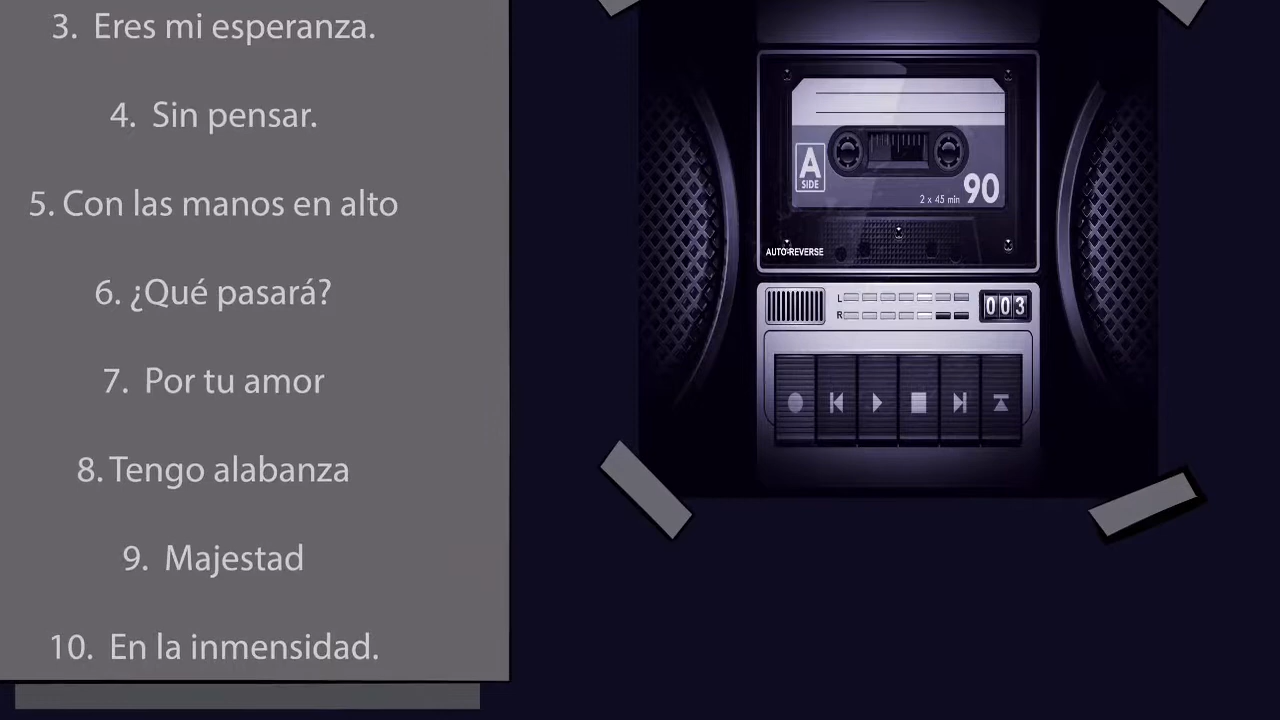 3. Eres mi esperanza.
4. Sin pensar.
5. Con las manos en alto
6. ¿Qué pasará?
7. Por tu amor
8. Tengo alabanza
9. Majestad
10. En la inmensidad.
A
SIDE
2 x 45 min 90
AUTO-REVERSE
L
R
003